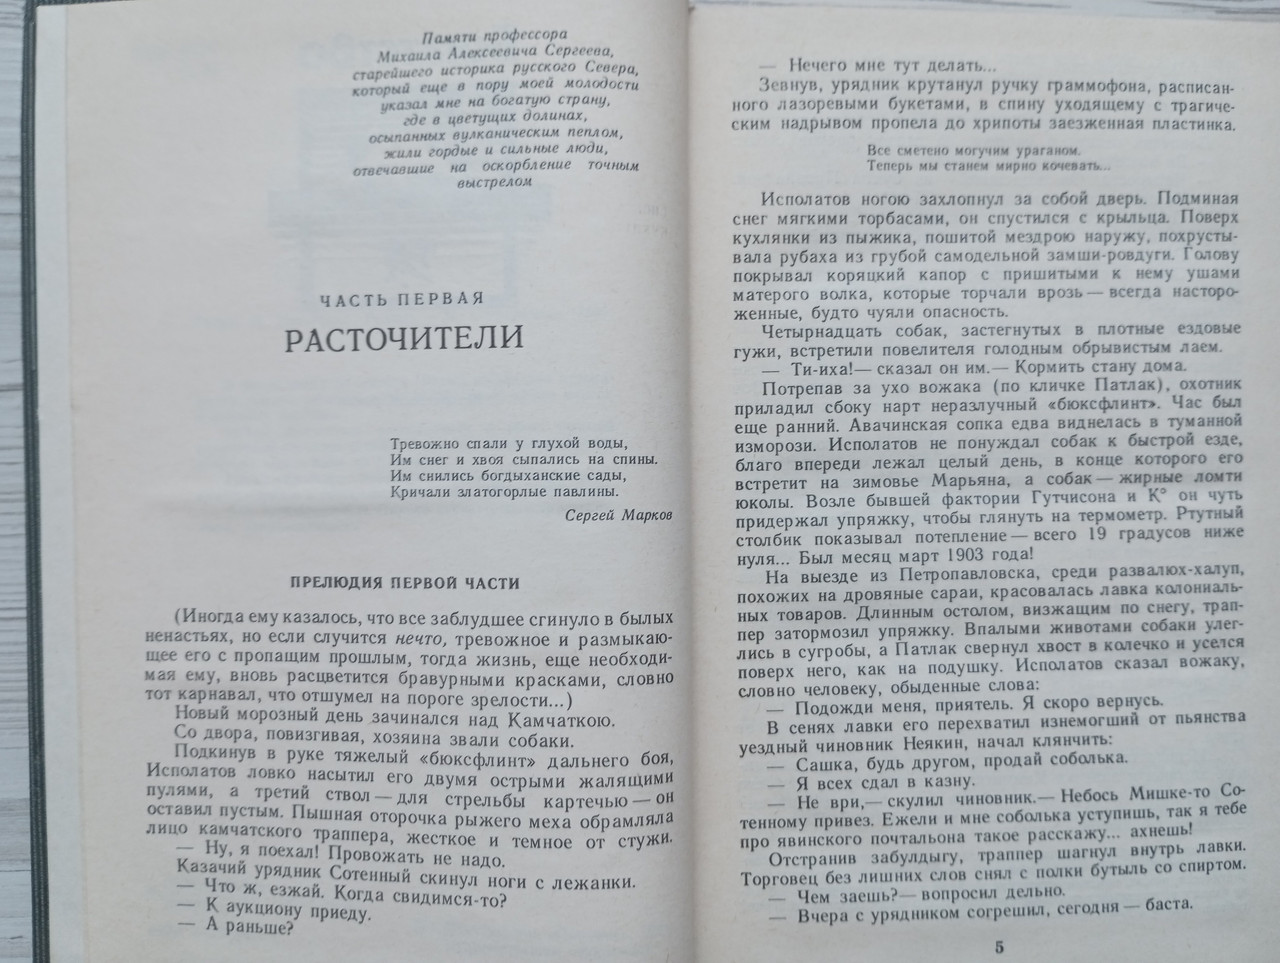 Памяти профессора
Михаила Алексеевича Сергеева,
старейшего историка русского Севера,
который еще в пору моей молодости
указал мне на богатую страну,
где в цветущих долинах,
осыпанных вулканическим пеплом,
жили гордые и сильные люди,
отвечавшие на оскорбление точным
выстрелом
ЧАСТЬ ПЕРВАЯ
РАСТОЧИТЕЛИ
Тревожно спали у глухой воды,
Им снег и хвоя сыпались на спины.
Им снились богдыханские сады,
Кричали златогорлые павлины.
Сергей Марков
ПРЕЛЮДИЯ ПЕРВОЙ ЧАСТИ
(Иногда ему казалось, что все заблудшее сгинуло в былых
ненастьях, но если случится нечто, тревожное и размыкаю-
щее его с пропащим прошлым, тогда жизнь, еще необходи-
мая ему, вновь расцветится бравурными красками, словно
тот карнавал, что отшумел на пороге зрелости...)
Новый морозный день зачинался над Камчаткою.
Со двора, повизгивая, хозяина звали собаки.
Подкинув в руке тяжелый «бюксфлинт» дальнего боя,
Исполатов ловко насытил его двумя острыми жалящими
пулями, а третий ствол — для стрельбы картечью — он
оставил пустым. Пышная оторочка рыжего меха обрамляла
лицо камчатского траппера, жесткое и темное от стужи.
— Ну, я поехал! Провожать не надо.
Казачий урядник Сотенный скинул ноги с лежанки.
— Что ж, езжай. Когда свидимся-то?
— К аукциону приеду.
— А раньше?
— Нечего мне тут делать...
Зевнув, урядник крутанул ручку граммофона, расписан-
ного лазоревыми букетами, в спину уходящему с трагиче-
ским надрывом пропела до хрипоты заезженная пластинка.
Все сметено могучим ураганом.
Теперь мы станем мирно кочевать...
Исполатов ногою захлопнул за собой дверь. Подминая
снег мягкими торбасами, он спустился с крыльца. Поверх
кухлянки из пыжика, пошитой мездрою наружу, похрусты-
вала рубаха из грубой самодельной замши-ровдуги. Голову
покрывал коряцкий капор с пришитыми к нему ушами
матерого волка, которые торчали врозь — всегда насторо-
женные, будто чуяли опасность.
Четырнадцать собак, застегнутых в плотные ездовые
гужи, встретили повелителя голодным обрывистым лаем.
— Ти-иха!— сказал он им.— Кормить стану дома.
Потрепав за ухо вожака (по кличке Патлак), охотник
приладил сбоку нарт неразлучный «бюксфлинт». Час был
еще ранний. Авачинская сопка едва виднелась в туманной
изморози. Исполатов не понуждал собак к быстрой езде,
благо впереди лежал целый день, в конце которого его
встретит на зимовье Марьяна, а собак — жирные ломти
юколы. Возле бывшей фактории Гутчисона и К° он чуть
придержал упряжку, чтобы глянуть на термометр. Ртутный
столбик показывал потепление — всего 19 градусов ниже
нуля... Был месяц март 1903 года!
На выезде из Петропавловска, среди развалюх-халуп,
похожих на дровяные сараи, красовалась лавка колониаль-
ных товаров. Длинным остолом, визжащим по снегу, трап-
пер затормозил упряжку. Впалыми животами собаки улег-
лись в сугробы, а Патлак свернул хвост в колечко и уселся
поверх него, как на подушку. Исполатов сказал вожаку,
словно человеку, обыденные слова:
— Подожди меня, приятель. Я скоро вернусь.
В сенях лавки его перехватил изнемогший от пьянства
уездный чиновник Неякин, начал клянчить:
— Сашка, будь другом, продай соболька.
— Я всех сдал в казну.
— Не ври,— скулил чиновник.— Небось Мишке-то Со-
тенному привез. Ежели и мне соболька уступишь, так я тебе
про явинского почтальона такое расскажу... ахнешь!
Отстранив забулдыгу, траппер шагнул внутрь лавки.
Торговец без лишних слов снял с полки бутыль со спиртом.
— Чем заешь?— вопросил дельно.
— Вчера с урядником согрешил, сегодня — баста.
5